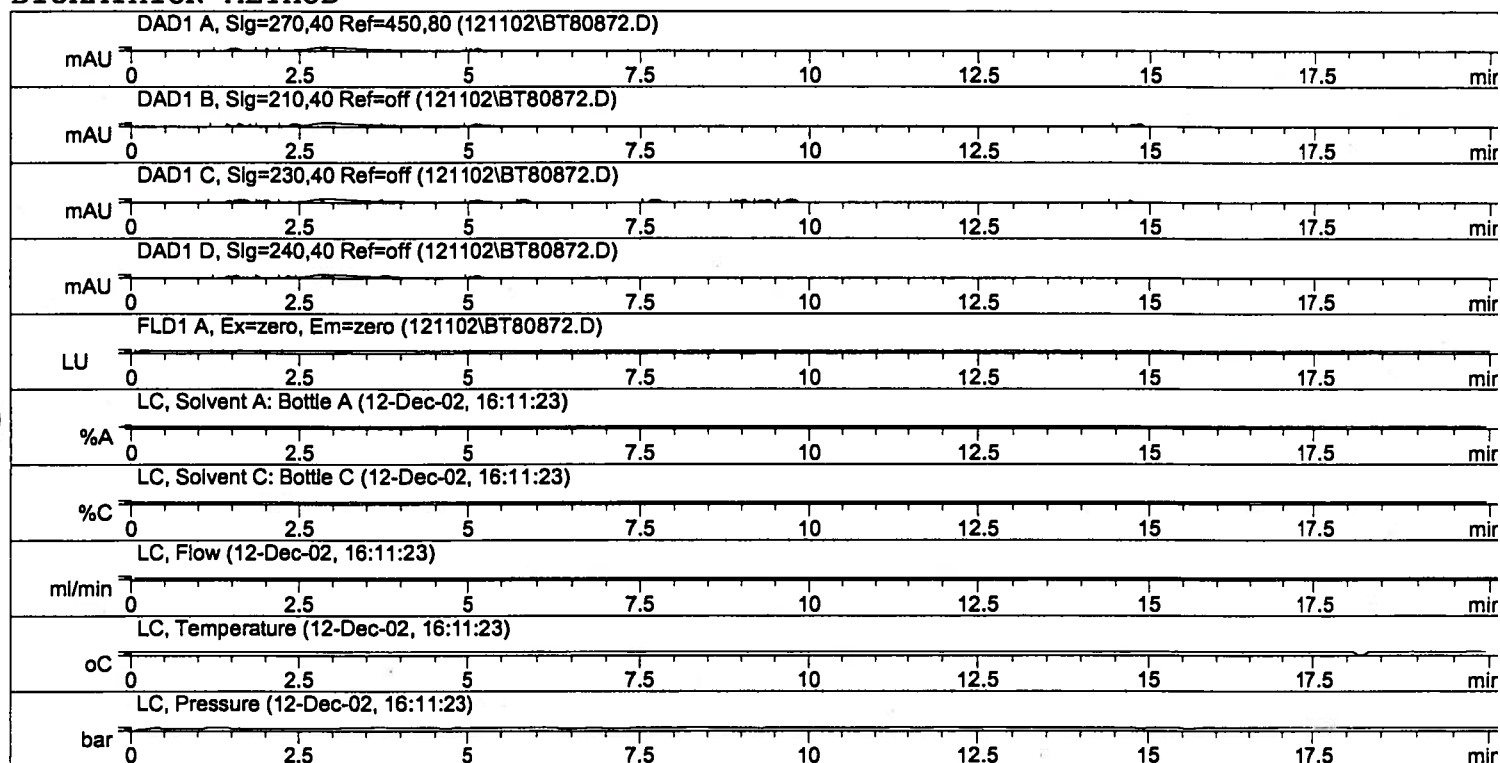 DAD1 A, Sig=270,40 Ref=450,80 (121102\BT80872.D)
mAU
0 2.5 5 7.5 10 12.5 15 17.5 min
DAD1 B, Sig=210,40 Ref=off (121102\BT80872.D)
mAU
0 2.5 5 7.5 10 12.5 15 17.5 min
DAD1 C, Sig=230,40 Ref=off (121102\BT80872.D)
mAU
0 2.5 5 7.5 10 12.5 15 17.5 min
DAD1 D, Sig=240,40 Ref=off (121102\BT80872.D)
mAU
0 2.5 5 7.5 10 12.5 15 17.5 min
FLD1 A, Ex=zero, Em=zero (121102\BT80872.D)
LU
0 2.5 5 7.5 10 12.5 15 17.5 min
LC, Solvent A: Bottle A (12-Dec-02, 16:11:23)
%A
0 2.5 5 7.5 10 12.5 15 17.5 min
LC, Solvent C: Bottle C (12-Dec-02, 16:11:23)
%C
0 2.5 5 7.5 10 12.5 15 17.5 min
LC, Flow (12-Dec-02, 16:11:23)
ml/min
0 2.5 5 7.5 10 12.5 15 17.5 min
LC, Temperature (12-Dec-02, 16:11:23)
oC
0 2.5 5 7.5 10 12.5 15 17.5 min
LC, Pressure (12-Dec-02, 16:11:23)
bar
0 2.5 5 7.5 10 12.5 15 17.5 min